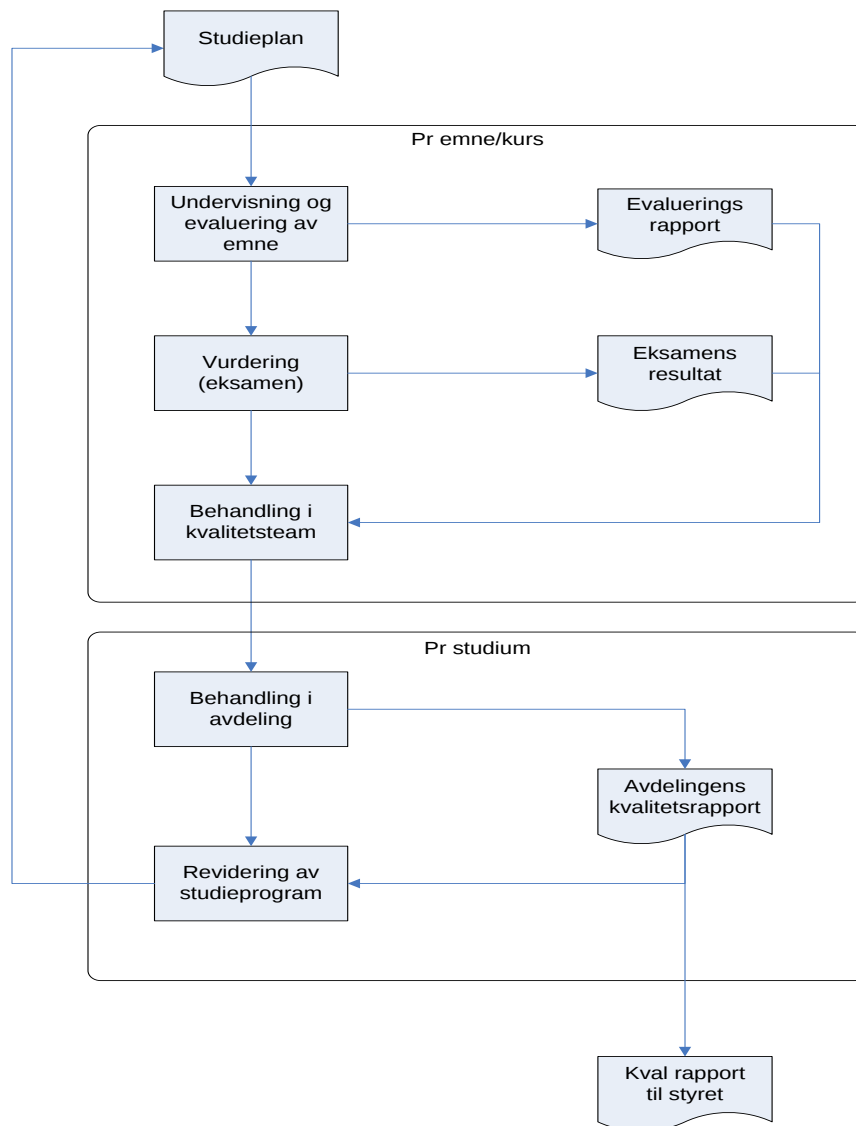 Studieplan
Pr emne/kurs
Undervisning og
evaluering av
emne
Evaluerings
rapport
Vurdering
(eksamen)
Eksamens
resultat
Behandling i
kvalitetsteam
Pr studium
Behandling i
avdeling
Avdelingens
kvalitetsrapport
Revidering av
studieprogram
Kval rapport
til styret